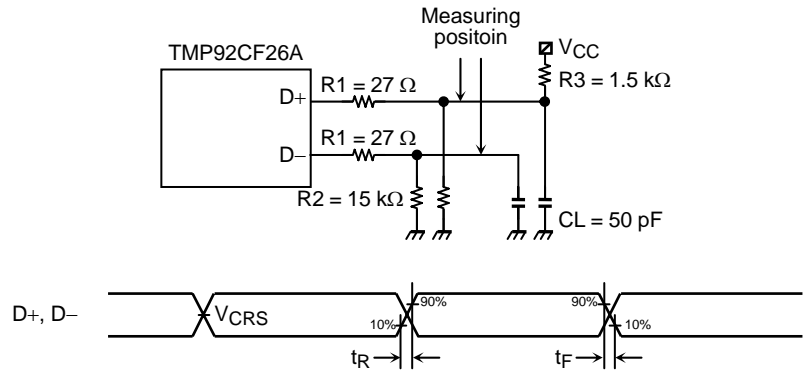 Measuring
positoin
TMP92CF26A
VCC
R3 = 1.5 kΩ
R1 = 27 Ω
D+
R1 = 27 Ω
D−
R2 = 15 kΩ
CL = 50 pF
D+, D−
VCRS
90%
10%
90%
10%
tR
tF